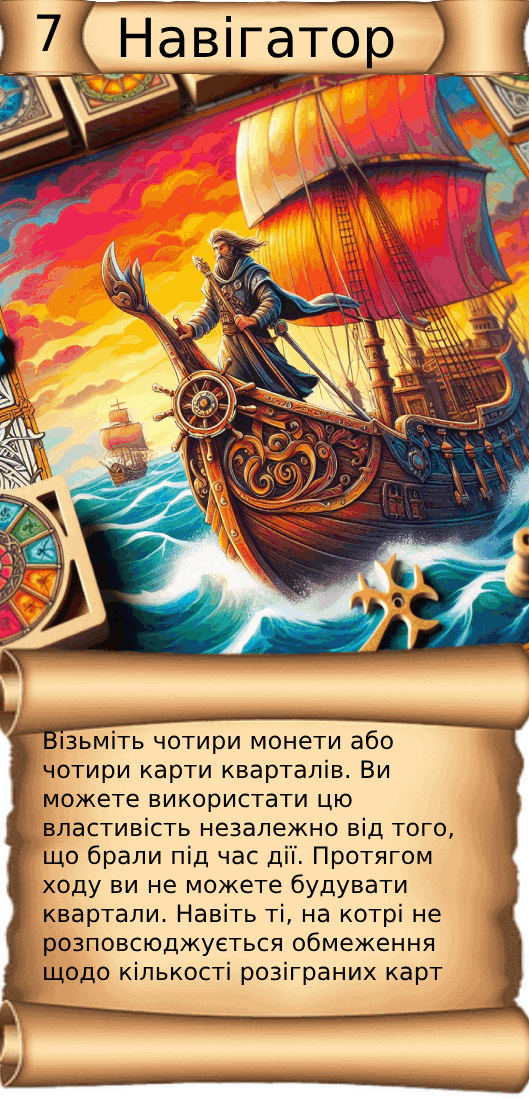 7 Навігатор
Візьміть чотири монети або
чотири карти кварталів. Ви
можете використати цю
властивість незалежно від того,
що брали під час дії. Протягом
ходу ви не можете будувати
квартали. Навіть ті, на котрі не
розповсюджується обмеження
щодо кількості розіграних карт